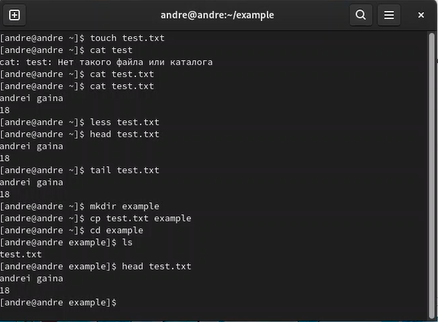 andre@andre:~/example
[andre@andre ~]$ touch test.txt
[andre@andre ~]$ cat test
cat: test: Нет такого файла или каталога
[andre@andre ~]$ cat test.txt
[andre@andre ~]$ cat test.txt
andrei gaina
18
[andre@andre ~]$ less test.txt
[andre@andre ~]$ head test.txt
andrei gaina
18
[andre@andre ~]$ tail test.txt
andrei gaina
18
[andre@andre ~]$ mkdir example
[andre@andre ~]$ cp test.txt example
[andre@andre ~]$ cd example
[andre@andre example]$ ls
test.txt
[andre@andre example]$ head test.txt
andrei gaina
18
[andre@andre example]$